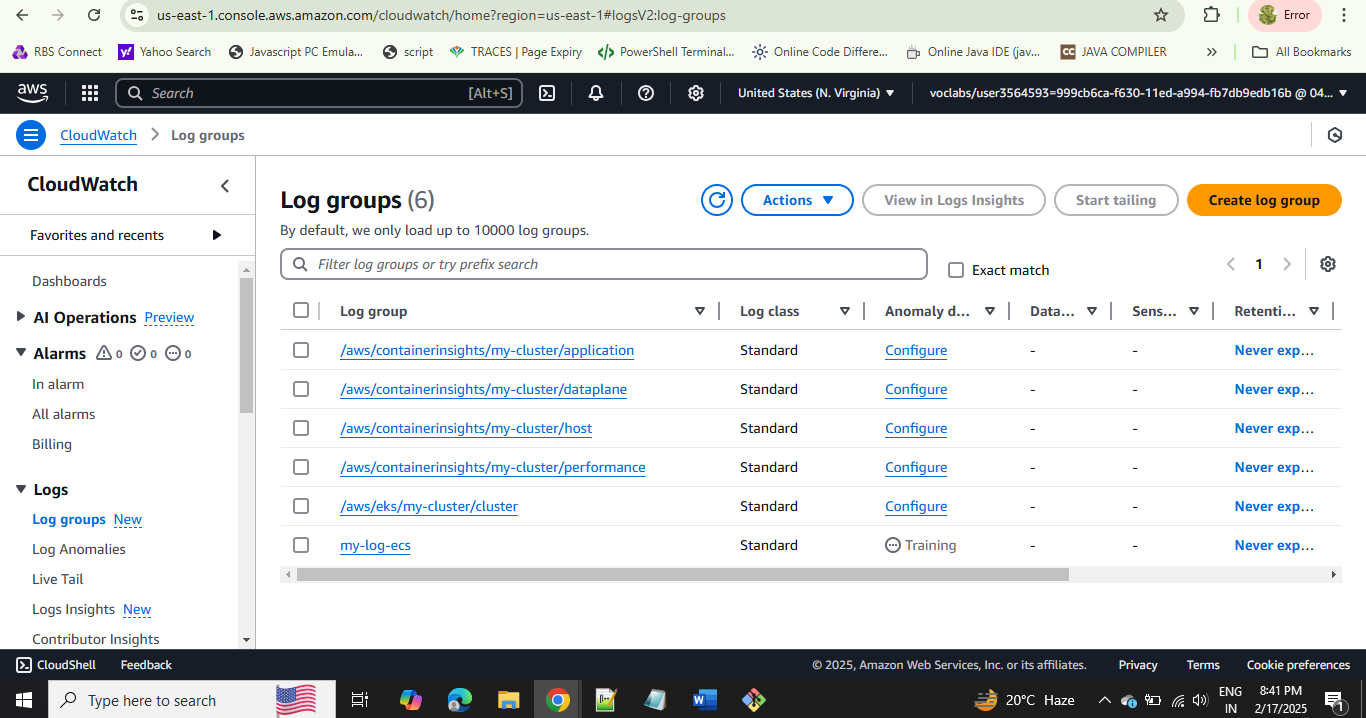 us-east-1.console.aws.amazon.com/cloudwatch/home?region=us-east-1#logsV2:log-groups
Error
RBS Connect
Yahoo Search
Javascript PC Emula...
script
TRACES | Page Expiry
PowerShell Terminal...
Online Code Differe...
Online Java IDE (jav...
CC JAVA COMPILER
»
All Bookmarks
aws
Search [Alt+S]
United States (N. Virginia)
voclabs/user3564593=999cb6ca-f630-11ed-a994-fb7db9edb16b @ 04...
CloudWatch > Log groups
CloudWatch
Favorites and recents
Dashboards
AI Operations Preview
Alarms 0 0 0
In alarm
All alarms
Billing
Logs
Log groups New
Log Anomalies
Live Tail
Logs Insights New
Contributor Insights
Log groups (6)
Actions
View in Logs Insights
Start tailing
Create log group
By default, we only load up to 10000 log groups.
Filter log groups or try prefix search
Exact match
1
Log group Log class Anomaly d... Data... Sens... Retenti...
/aws/containerinsights/my-cluster/application Standard Configure - - Never exp...
/aws/containerinsights/my-cluster/dataplane Standard Configure - - Never exp...
/aws/containerinsights/my-cluster/host Standard Configure - - Never exp...
/aws/containerinsights/my-cluster/performance Standard Configure - - Never exp...
/aws/eks/my-cluster/cluster Standard Configure - - Never exp...
my-log-ecs Standard Training - - Never exp...
CloudShell Feedback © 2025, Amazon Web Services, Inc. or its affiliates. Privacy Terms Cookie preferences
Type here to search
20°C Haze
ENG
IN
8:41 PM
2/17/2025
1